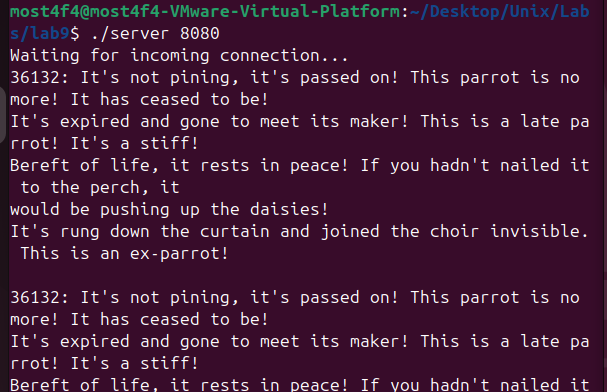 most4f4@most4f4-VMware-Virtual-Platform:~/Desktop/Unix/Lab
s/lab9$ ./server 8080
Waiting for incoming connection...
36132: It's not pining, it's passed on! This parrot is no
more! It has ceased to be!
It's expired and gone to meet its maker! This is a late pa
rrot! It's a stiff!
Bereft of life, it rests in peace! If you hadn't nailed it
 to the perch, it
would be pushing up the daisies!
It's rung down the curtain and joined the choir invisible.
 This is an ex-parrot!

36132: It's not pining, it's passed on! This parrot is no
more! It has ceased to be!
It's expired and gone to meet its maker! This is a late pa
rrot! It's a stiff!
Bereft of life, it rests in peace! If you hadn't nailed it